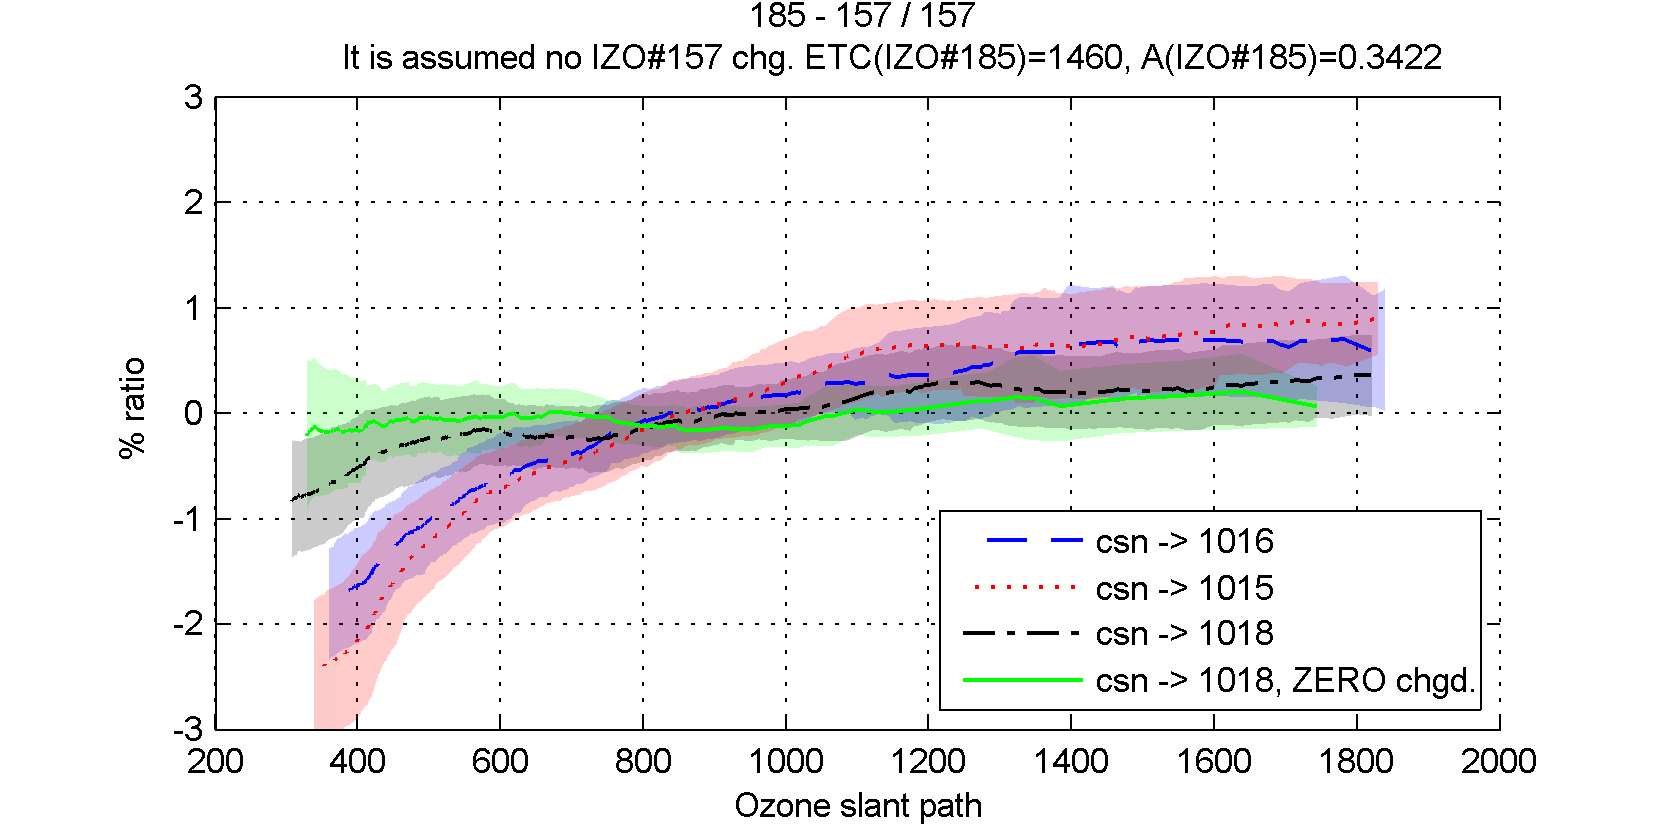 185 - 157 / 157
It is assumed no IZO#157 chg. ETC(IZO#185)=1460, A(IZO#185)=0.3422
3
2
1
0
-1
-2
-3
% ratio
csn -> 1016
csn -> 1015
csn -> 1018
csn -> 1018, ZERO chgd.
200 400 600 800 1000 1200 1400 1600 1800 2000
Ozone slant path